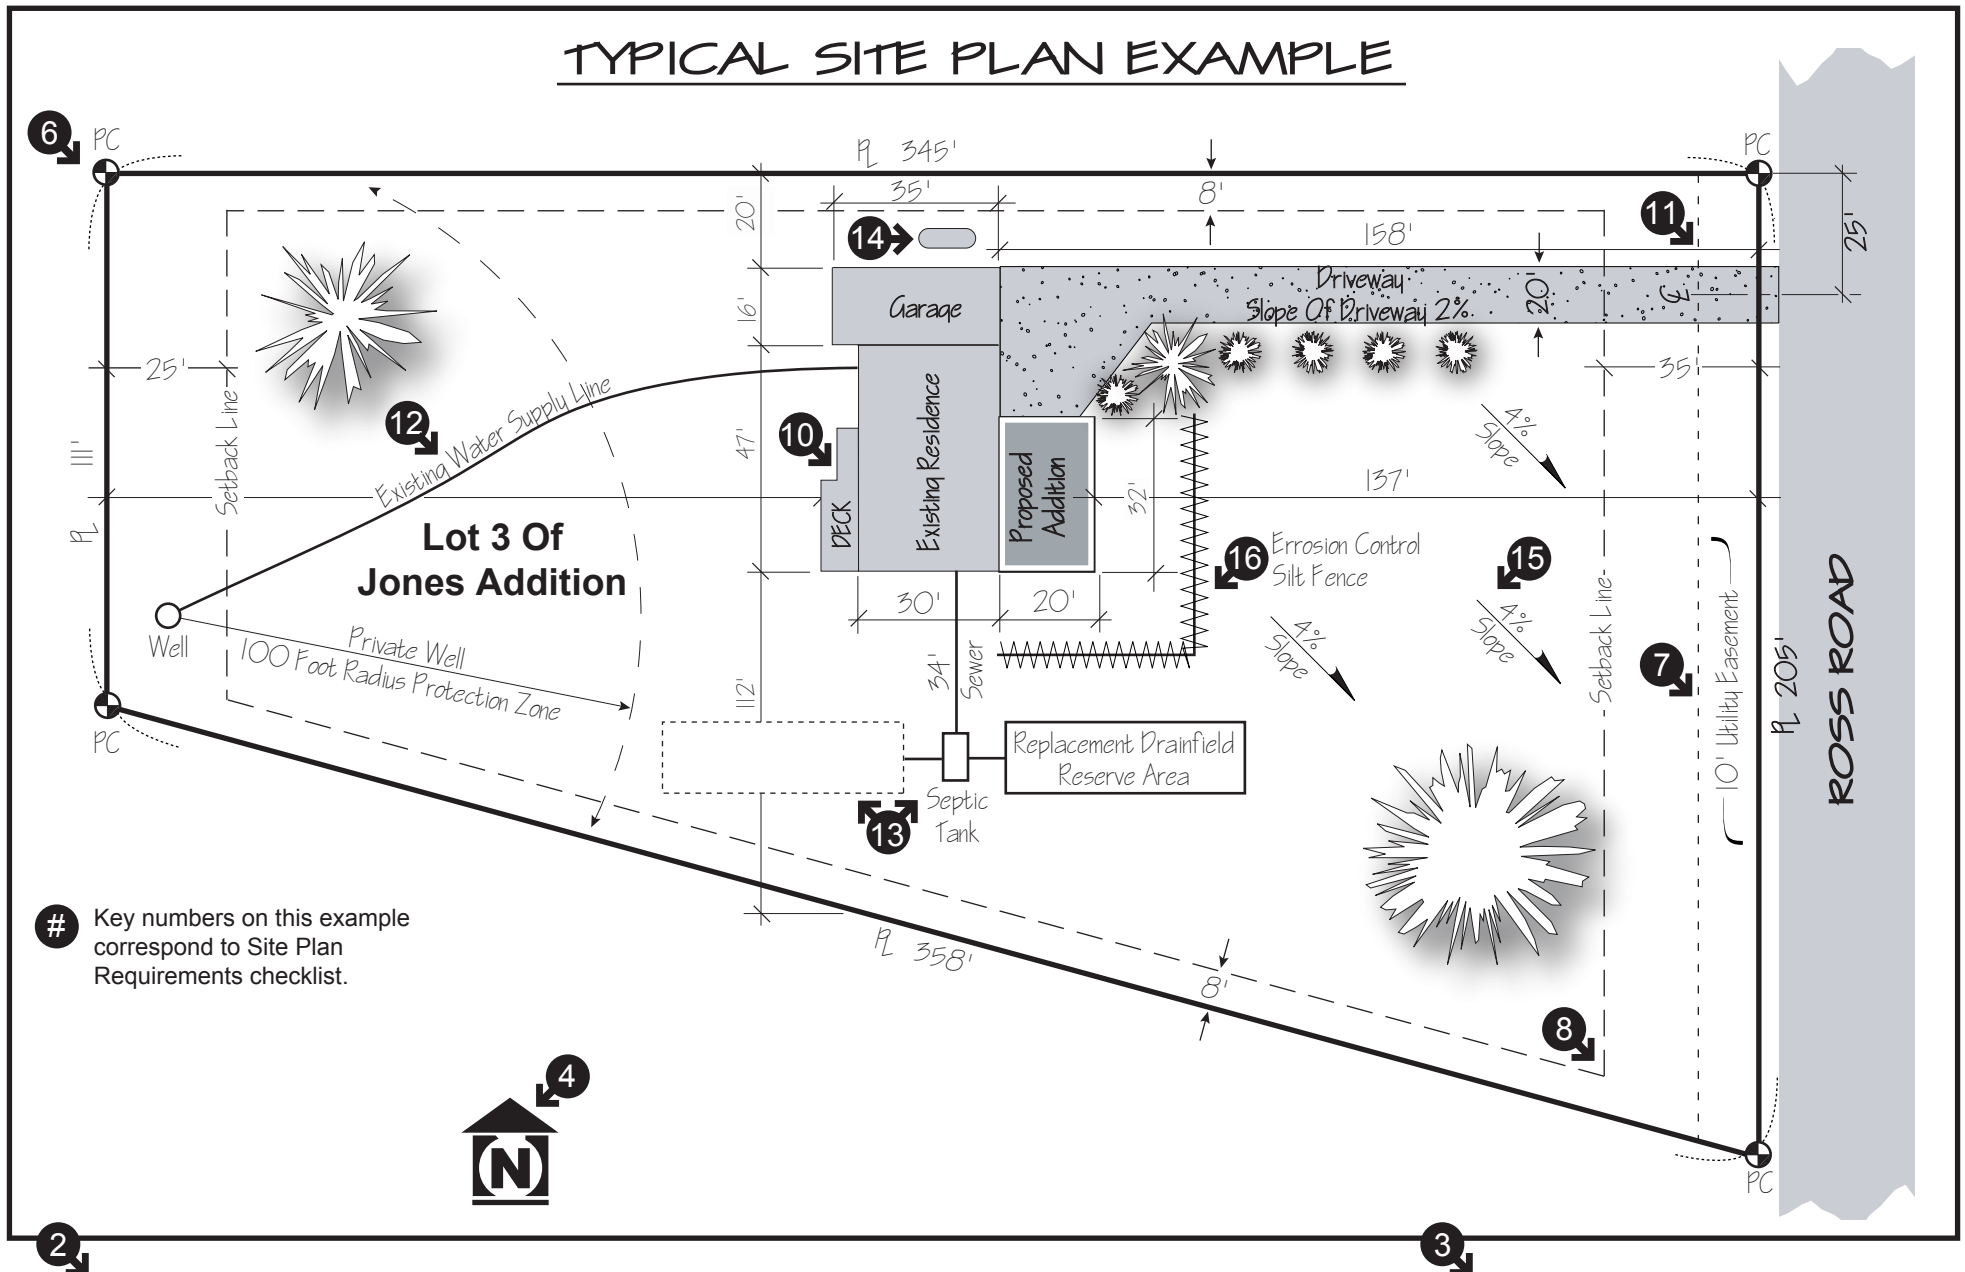 TYPICAL SITE PLAN EXAMPLE
6
PC
PL 345'
PC
35'
8'
20'
14
11
158'
25'
Driveway
Slope Of Driveway 2%
20'
CL
Garage
16'
25'
35'
Setback Line
12
Existing Water Supply Line
10
47'
111'
PL
DECK
Existing Residence
Proposed
Addition
32'
137'
4%
Slope
Lot 3 Of
Jones Addition
16
Errosion Control
Silt Fence
15
4%
Slope
4%
Slope
Setback Line
7
10' Utility Easement
PL 205'
ROSS ROAD
30'
20'
Well
Private Well
100 Foot Radius Protection Zone
34'
Sewer
112'
PC
Replacement Drainfield
Reserve Area
Septic
Tank
13
# Key numbers on this example
correspond to Site Plan
Requirements checklist.
PL 358'
8'
8
4
N
PC
2
3